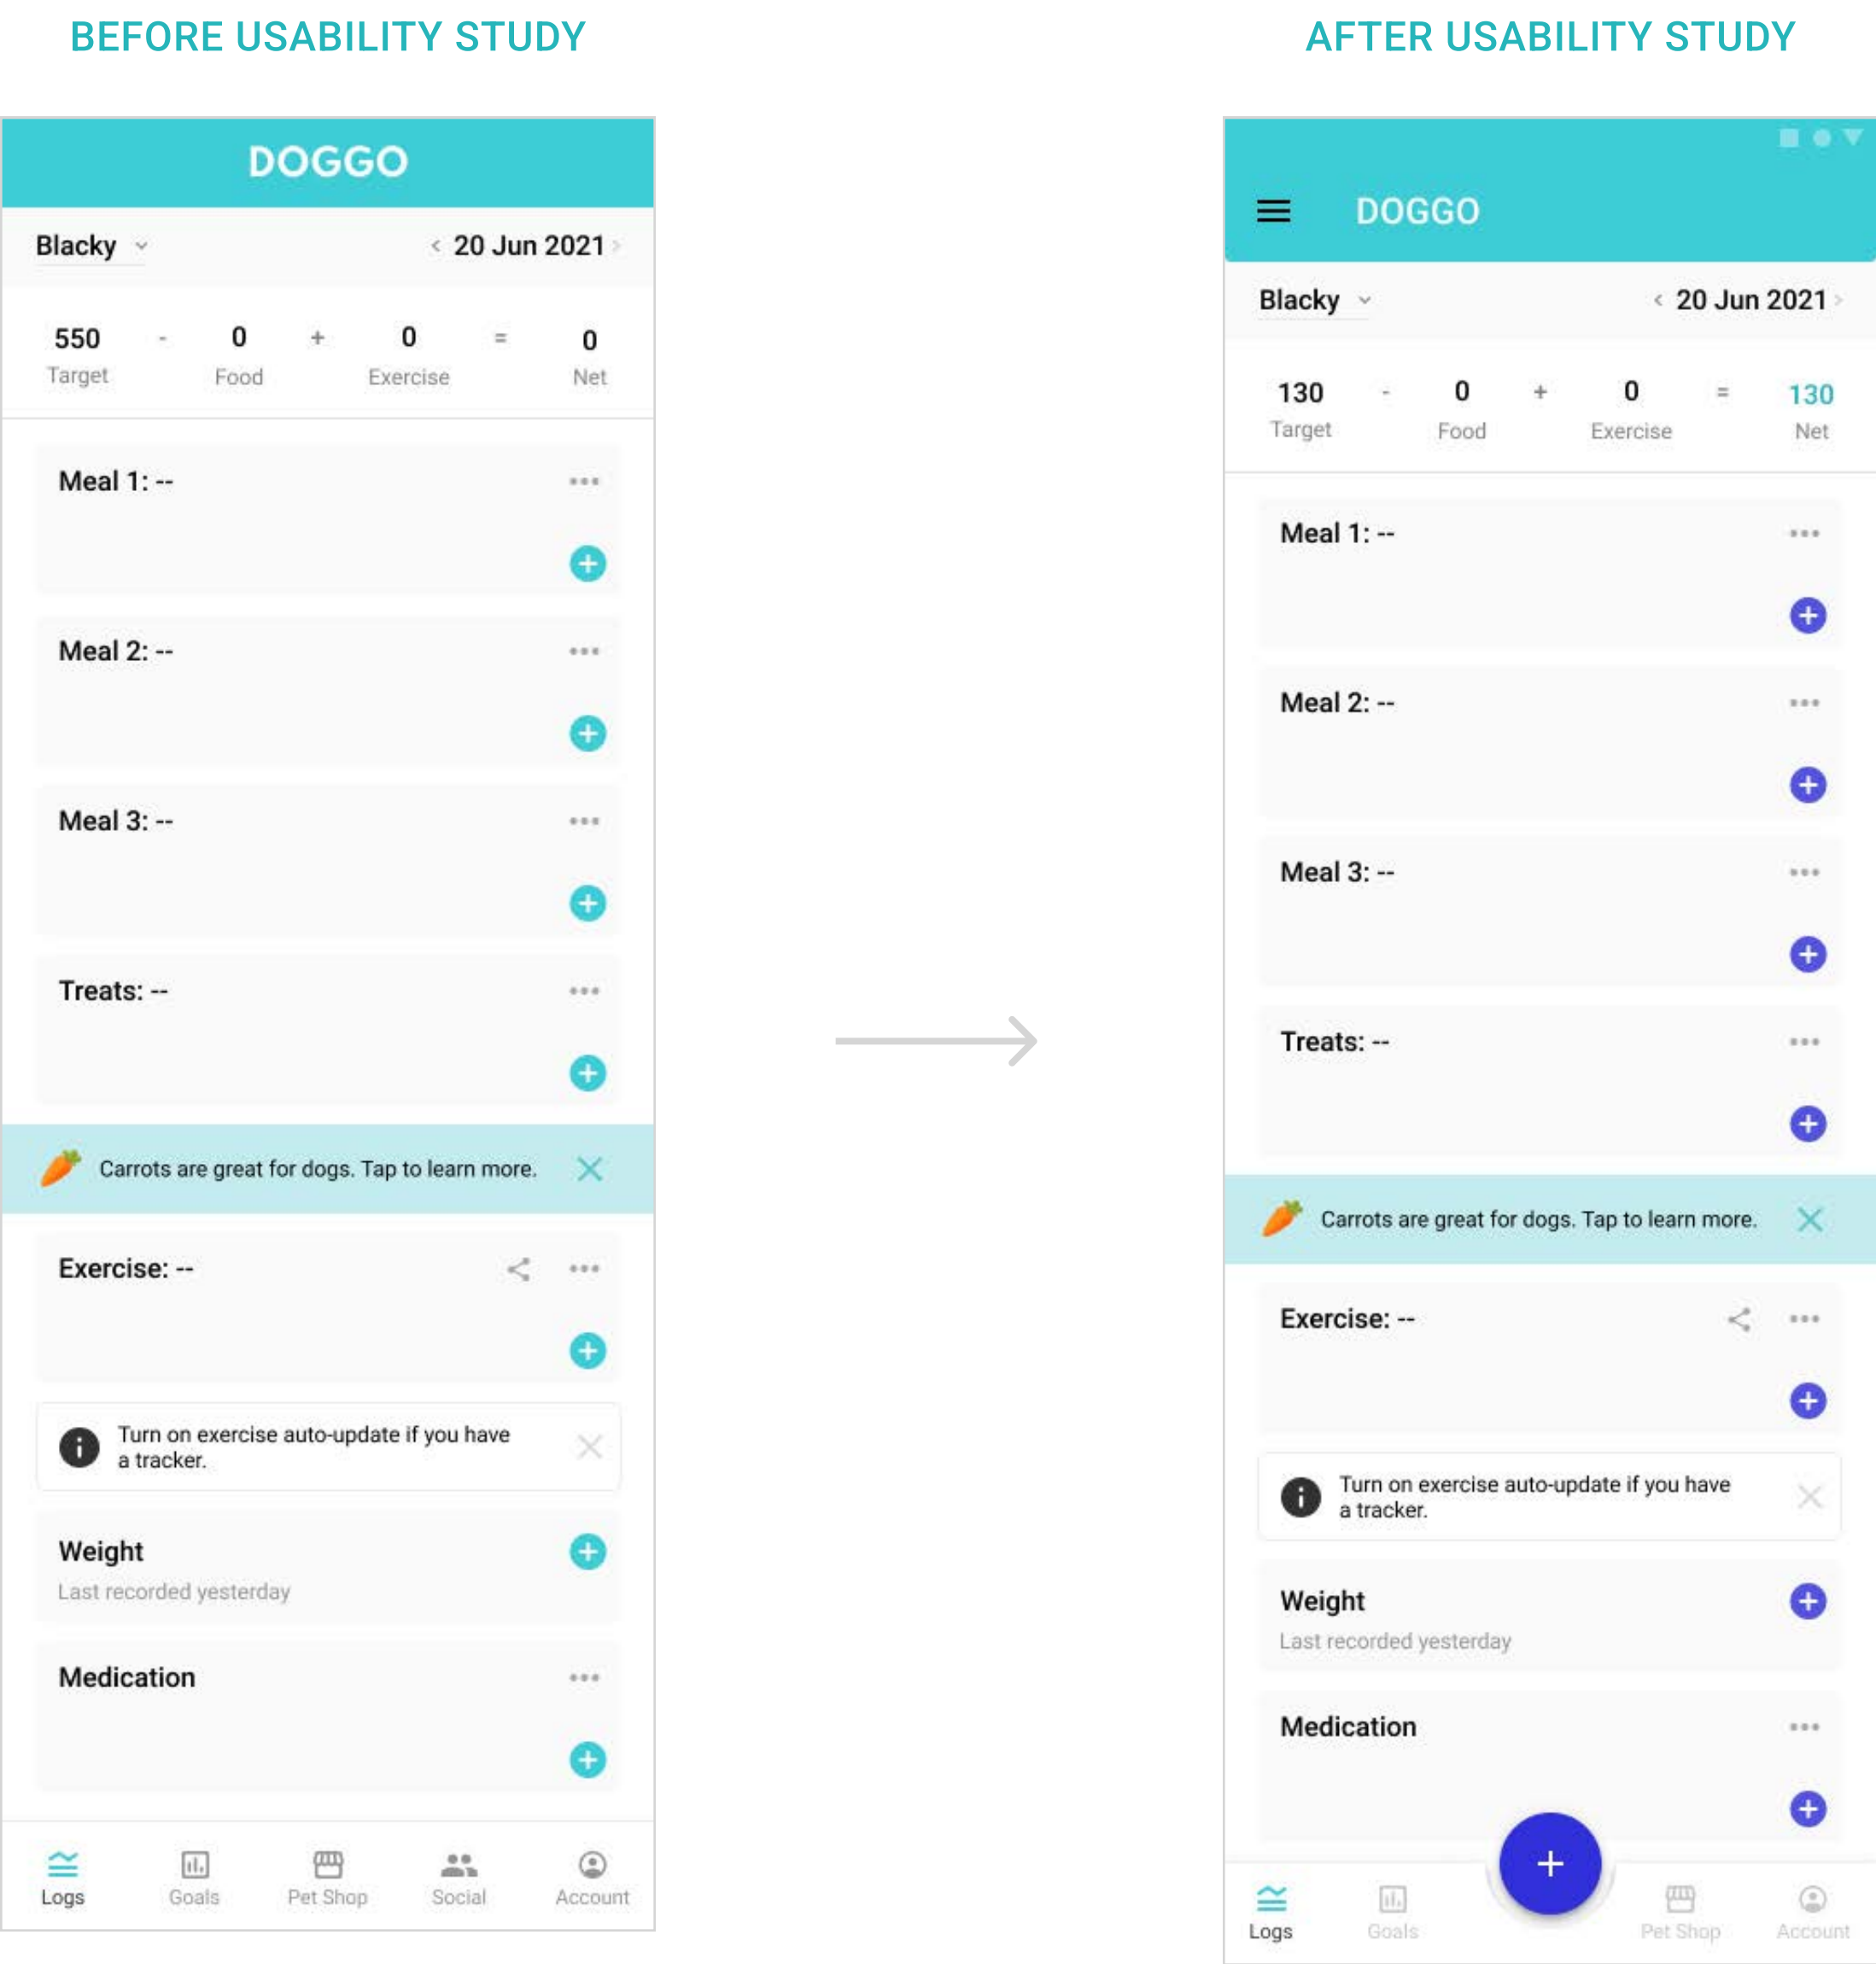 BEFORE USABILITY STUDY
DOGGO
Blacky < 20 Jun 2021 >
550 - 0 + 0 = 0
Target Food Exercise Net
Meal 1: --
Meal 2: --
Meal 3: --
Treats: --
Carrots are great for dogs. Tap to learn more.
Exercise: --
Turn on exercise auto-update if you have
a tracker.
Weight
Last recorded yesterday
Medication
Logs Goals Pet Shop Social Account
AFTER USABILITY STUDY
DOGGO
Blacky < 20 Jun 2021 >
130 - 0 + 0 = 130
Target Food Exercise Net
Meal 1: --
Meal 2: --
Meal 3: --
Treats: --
Carrots are great for dogs. Tap to learn more.
Exercise: --
Turn on exercise auto-update if you have
a tracker.
Weight
Last recorded yesterday
Medication
Logs Goals Pet Shop Account